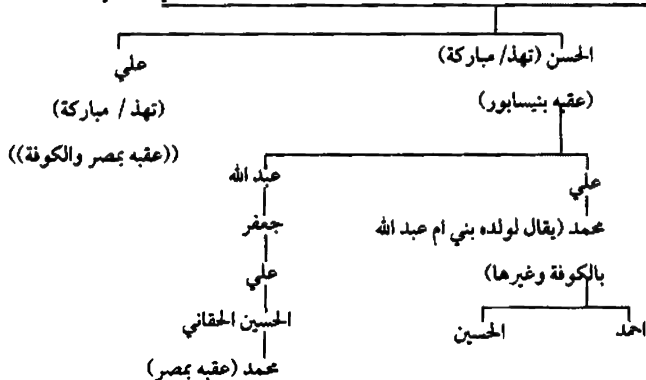 الحسن (تهذ/ مباركة)
علي
(عقبه بنيسابور)
(تهذ / مباركة)
((عقبه بمصر والكوفة))
علي
عبد الله
محمد (يقال لولده بني ام عبد الله
جعفر
بالكوفة وغيرها)
علي
احمد
الحسين
الحسين الحقاني
محمد (عقبه بمصر)